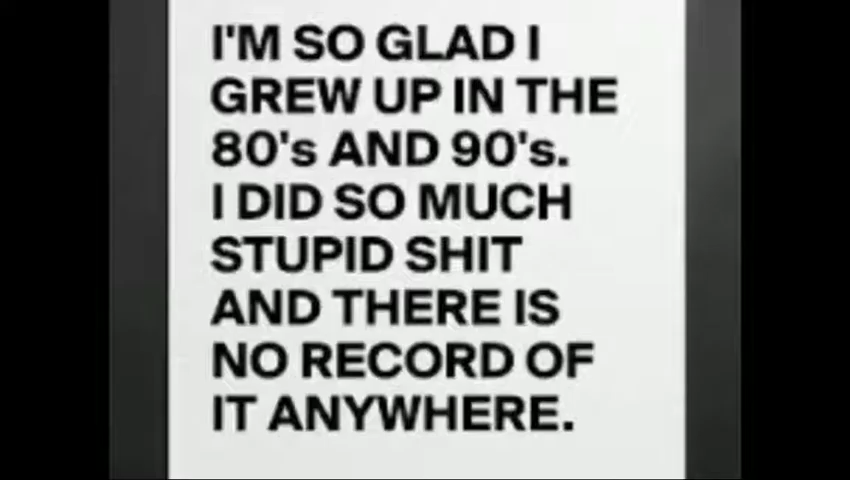 I'M SO GLAD I
GREW UP IN THE
80's AND 90's.
I DID SO MUCH
STUPID SHIT
AND THERE IS
NO RECORD OF
IT ANYWHERE.